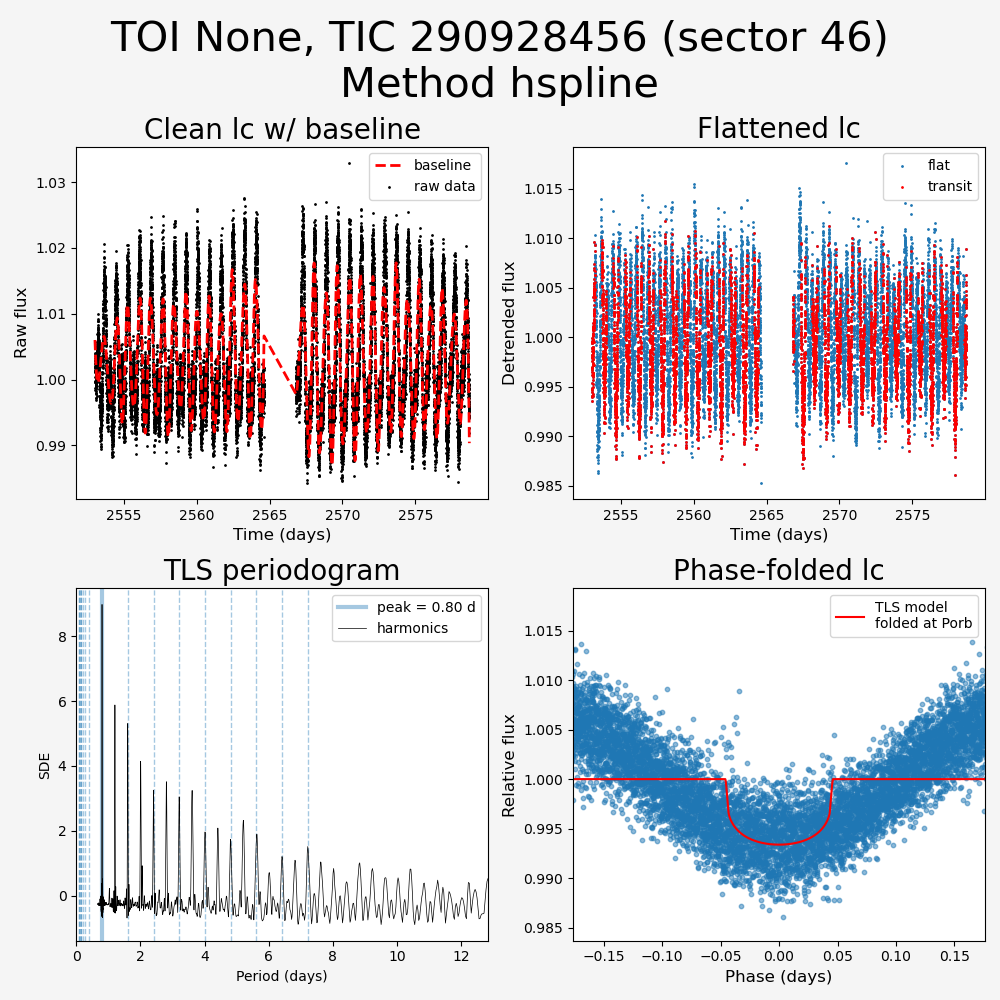 TOI None, TIC 290928456 (sector 46)
Method hspline
Clean lc w/ baseline
Flattened lc
baseline
raw data
flat
transit
Raw flux
1.03
1.02
1.01
1.00
0.99
2555
2560
2565
2570
2575
Time (days)
Detrended flux
1.015
1.010
1.005
1.000
0.995
0.990
0.985
2555
2560
2565
2570
2575
Time (days)
TLS periodogram
Phase-folded lc
peak = 0.80 d
harmonics
SDE
8
6
4
2
0
0
2
4
6
8
10
12
Period (days)
TLS model
folded at Porb
Relative flux
1.015
1.010
1.005
1.000
0.995
0.990
0.985
−0.15
−0.10
−0.05
0.00
0.05
0.10
0.15
Phase (days)